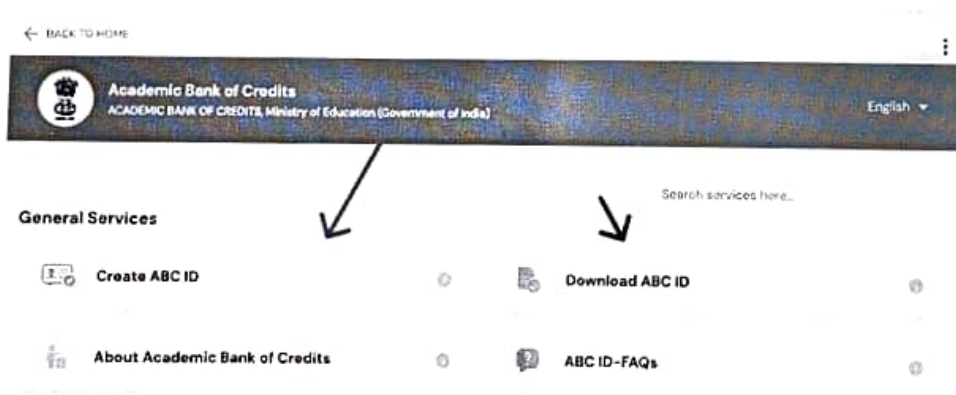 ← BACK TO HOME
Academic Bank of Credits
ACADEMIC BANK OF CREDITS, Ministry of Education (Government of India)
English
Search services here..
General Services
Create ABC ID
Download ABC ID
About Academic Bank of Credits
ABC ID-FAQs